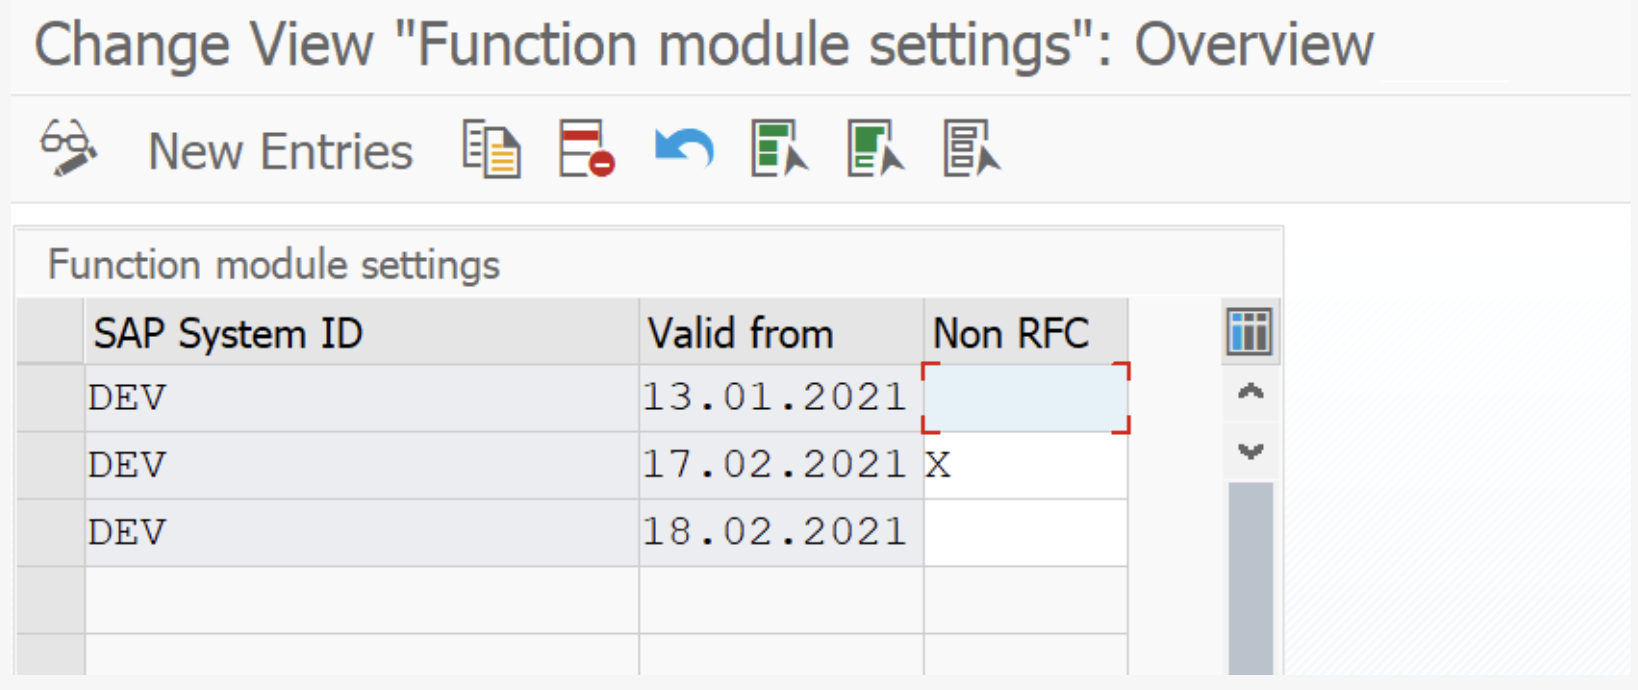 Change View "Function module settings": Overview
New Entries
Function module settings
SAP System ID Valid from Non RFC
DEV 13.01.2021
DEV 17.02.2021 X
DEV 18.02.2021